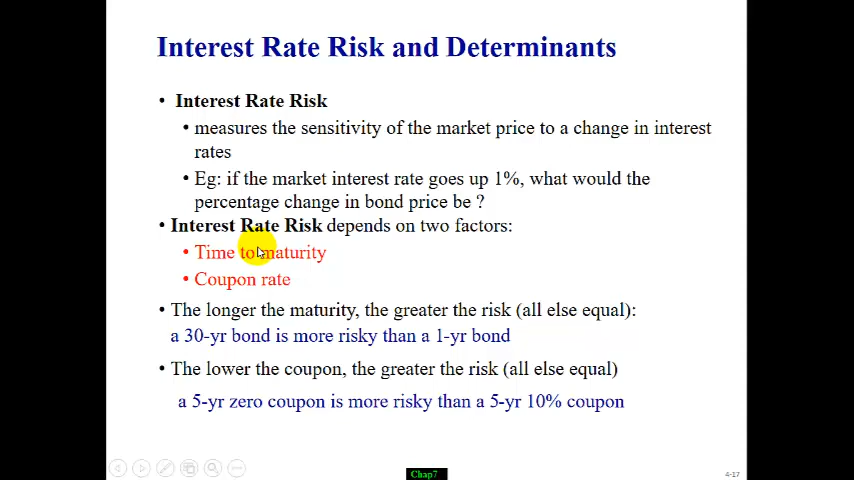 Interest Rate Risk and Determinants
• Interest Rate Risk
• measures the sensitivity of the market price to a change in interest
rates
• Eg: if the market interest rate goes up 1%, what would the
percentage change in bond price be ?
• Interest Rate Risk depends on two factors:
• Time to maturity
• Coupon rate
• The longer the maturity, the greater the risk (all else equal):
a 30-yr bond is more risky than a 1-yr bond
• The lower the coupon, the greater the risk (all else equal)
a 5-yr zero coupon is more risky than a 5-yr 10% coupon
Chap7
4-17